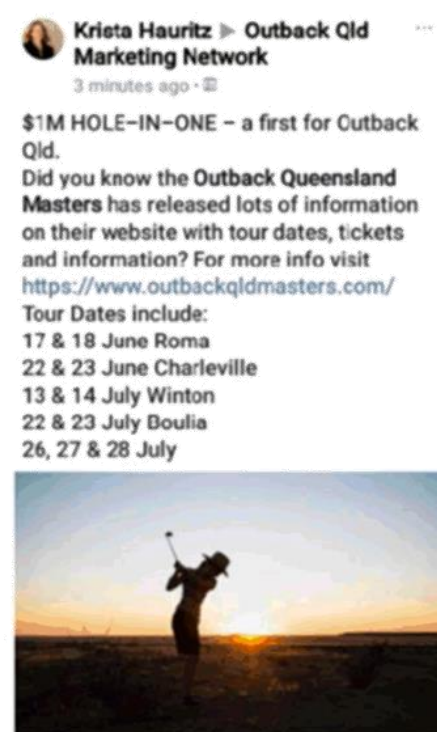 Krista Hauritz ▶ Outback Qld
Marketing Network
3 minutes ago ·
$1M HOLE-IN-ONE – a first for Outback
Qld.
Did you know the Outback Queensland
Masters has released lots of information
on their website with tour dates, tickets
and information? For more info visit
https://www.outbackqldmasters.com/
Tour Dates include:
17 & 18 June Roma
22 & 23 June Charleville
13 & 14 July Winton
22 & 23 July Boulia
26, 27 & 28 July